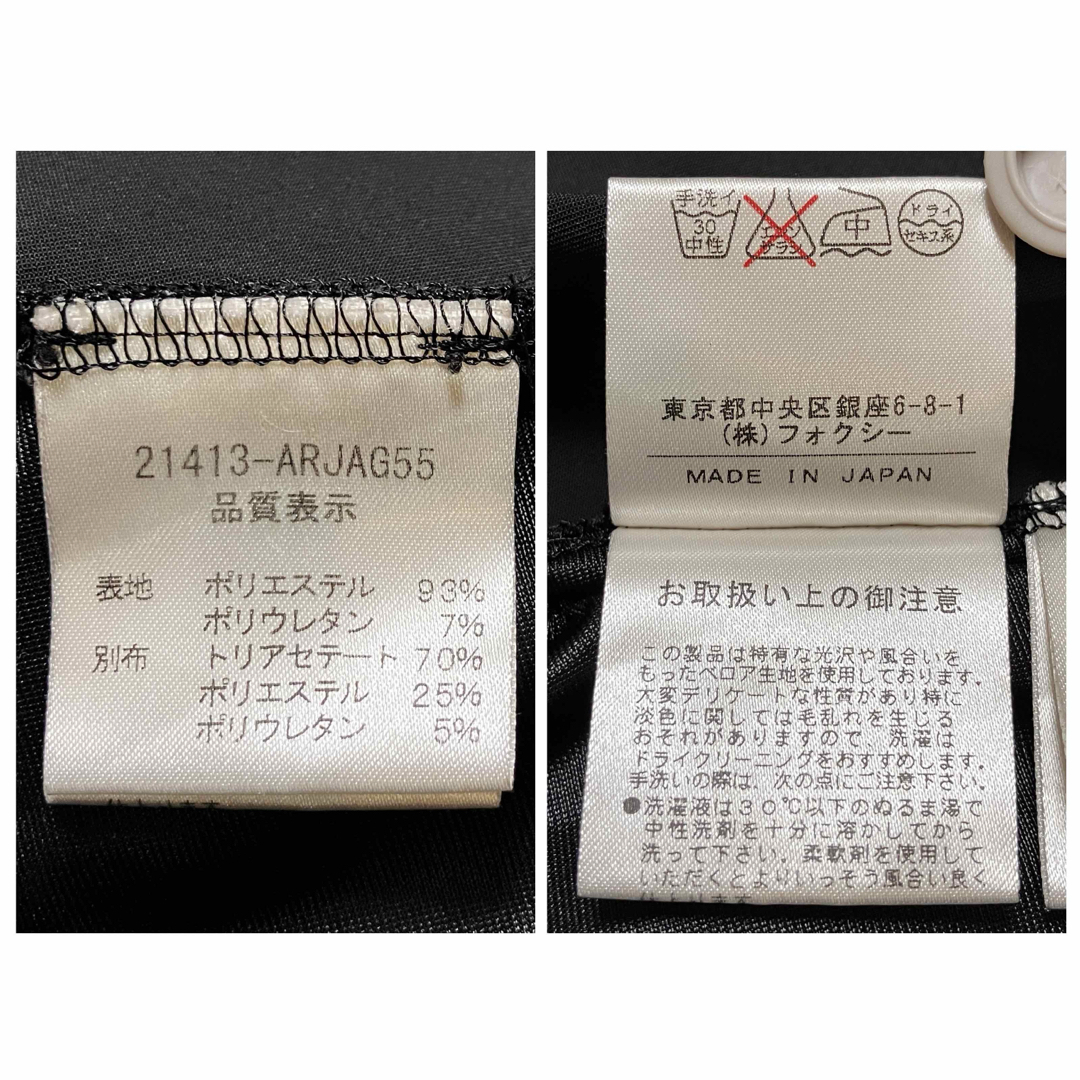 21413-ARJAG55
品質表示
表地 ポリエステル 93%
ポリウレタン 7%
別布 トリアセテート 70%
ポリエステル 25%
ポリウレタン 5%
手洗イ
30
中性
エンソ
サラシ
中
ドライ
セキユ系
東京都中央区銀座6-8-1
(株)フォクシー
MADE IN JAPAN
お取扱い上の御注意
この製品は特有な光沢や風合いを
もったベロア生地を使用しております。
大変デリケートな性質があり特に
淡色に関しては毛乱れを生じる
おそれがありますので、洗濯は
ドライクリーニングをおすすめします。
手洗いの際は、次の点にご注意下さい。
●洗濯液は30℃以下のぬるま湯で
中性洗剤を十分に溶かしてから
洗って下さい。柔軟剤を使用して
いただくとよりいっそう風合い良く